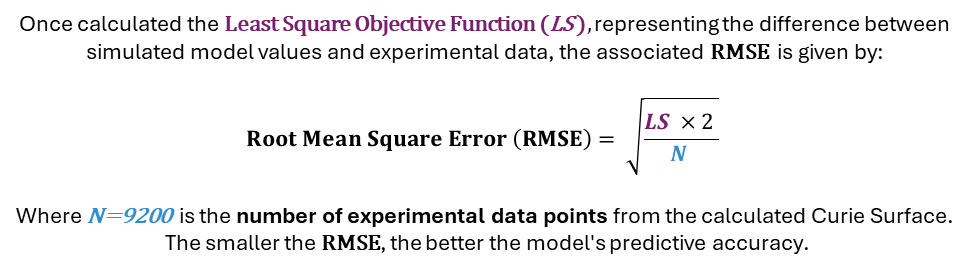 Once calculated the Least Square Objective Function (LS), representing the difference between
simulated model values and experimental data, the associated RMSE is given by:
Root Mean Square Error (RMSE) = √
LS × 2
N
Where N=9200 is the number of experimental data points from the calculated Curie Surface.
The smaller the RMSE, the better the model's predictive accuracy.